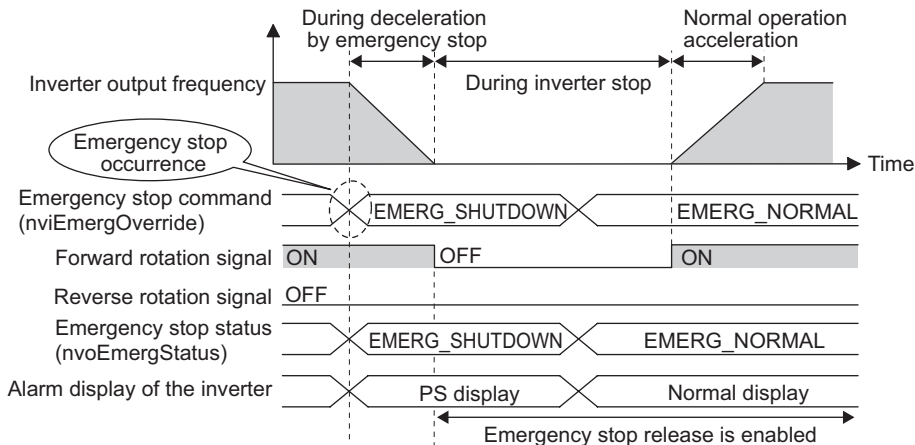 During deceleration
by emergency stop
Normal operation
acceleration
Inverter output frequency
During inverter stop
Emergency stop
occurrence
Time
Emergency stop command
(nviEmergOverride)
EMERG_SHUTDOWN
EMERG_NORMAL
Forward rotation signal
ON
OFF
ON
Reverse rotation signal
OFF
Emergency stop status
(nvoEmergStatus)
EMERG_SHUTDOWN
EMERG_NORMAL
Alarm display of the inverter
PS display
Normal display
Emergency stop release is enabled